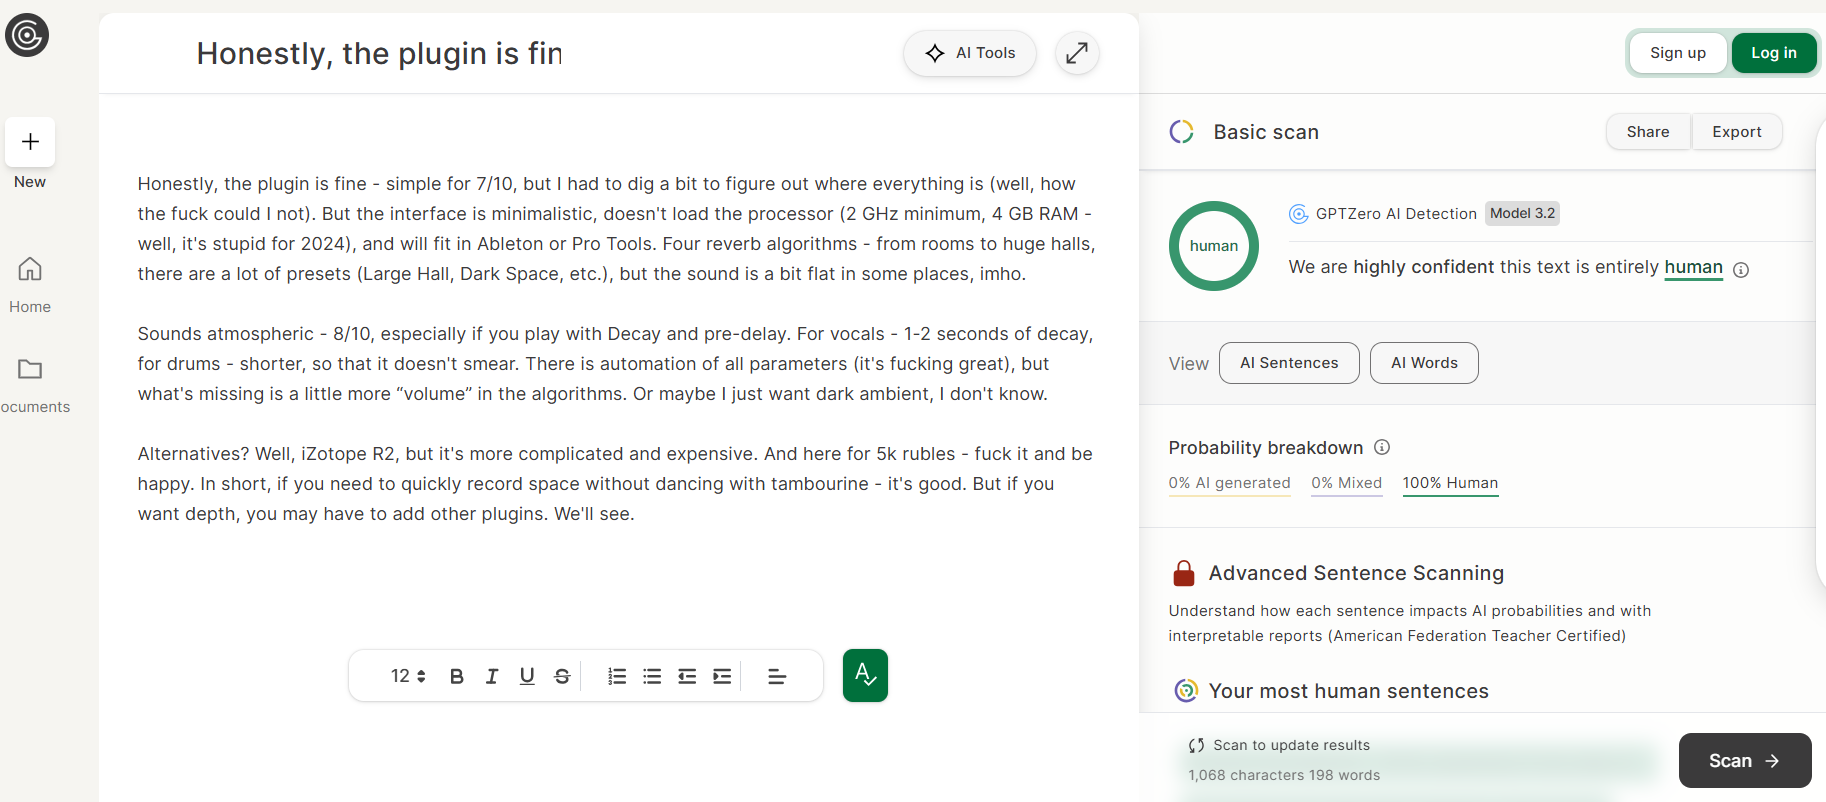 Honestly, the plugin is fin
AI Tools
Sign up
Log in
New
Home
ocuments
Honestly, the plugin is fine - simple for 7/10, but I had to dig a bit to figure out where everything is (well, how
the fuck could I not). But the interface is minimalistic, doesn't load the processor (2 GHz minimum, 4 GB RAM -
well, it's stupid for 2024), and will fit in Ableton or Pro Tools. Four reverb algorithms - from rooms to huge halls,
there are a lot of presets (Large Hall, Dark Space, etc.), but the sound is a bit flat in some places, imho.
Sounds atmospheric - 8/10, especially if you play with Decay and pre-delay. For vocals - 1-2 seconds of decay,
for drums - shorter, so that it doesn't smear. There is automation of all parameters (it's fucking great), but
what's missing is a little more “volume” in the algorithms. Or maybe I just want dark ambient, I don't know.
Alternatives? Well, iZotope R2, but it's more complicated and expensive. And here for 5k rubles - fuck it and be
happy. In short, if you need to quickly record space without dancing with tambourine - it's good. But if you
want depth, you may have to add other plugins. We'll see.
12 B I U S
Basic scan
Share
Export
human
GPTZero AI Detection Model 3.2
We are highly confident this text is entirely human
View
AI Sentences
AI Words
Probability breakdown
0% AI generated 0% Mixed 100% Human
Advanced Sentence Scanning
Understand how each sentence impacts AI probabilities and with
interpretable reports (American Federation Teacher Certified)
Your most human sentences
Scan to update results
1,068 characters 198 words
Scan